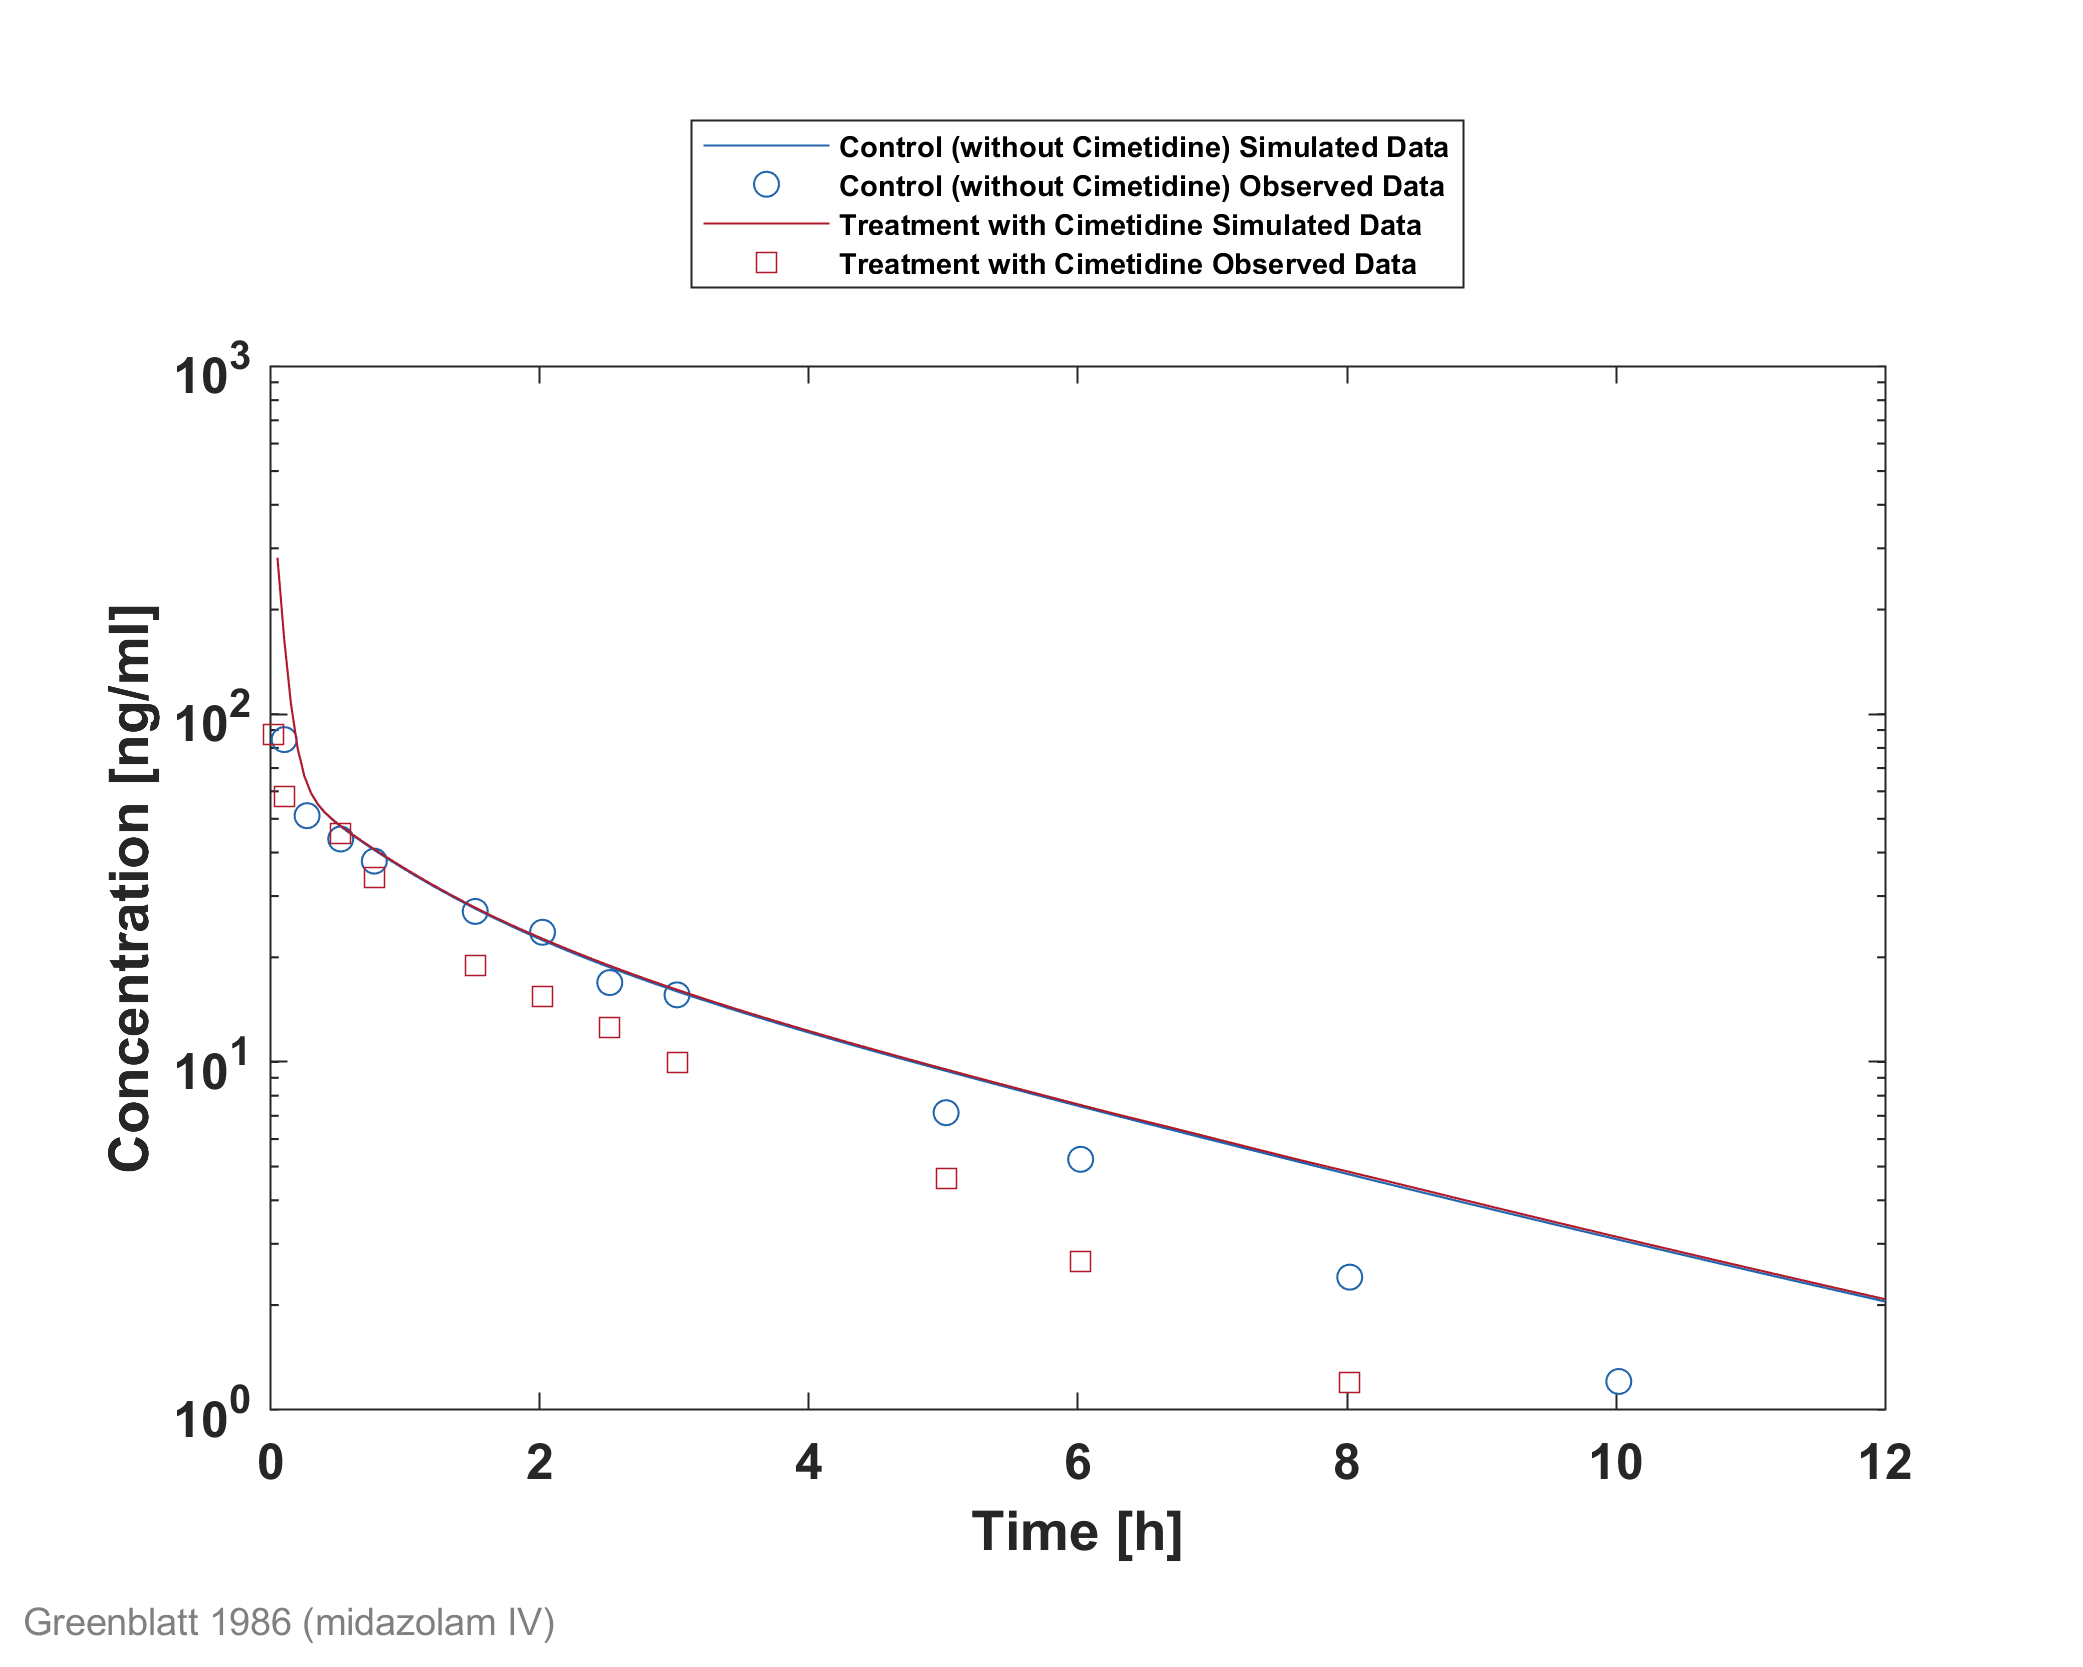 Control (without Cimetidine) Simulated Data
Control (without Cimetidine) Observed Data
Treatment with Cimetidine Simulated Data
Treatment with Cimetidine Observed Data
10^3
10^2
10^1
10^0
Concentration [ng/ml]
0 2 4 6 8 10 12
Time [h]
Greenblatt 1986 (midazolam IV)